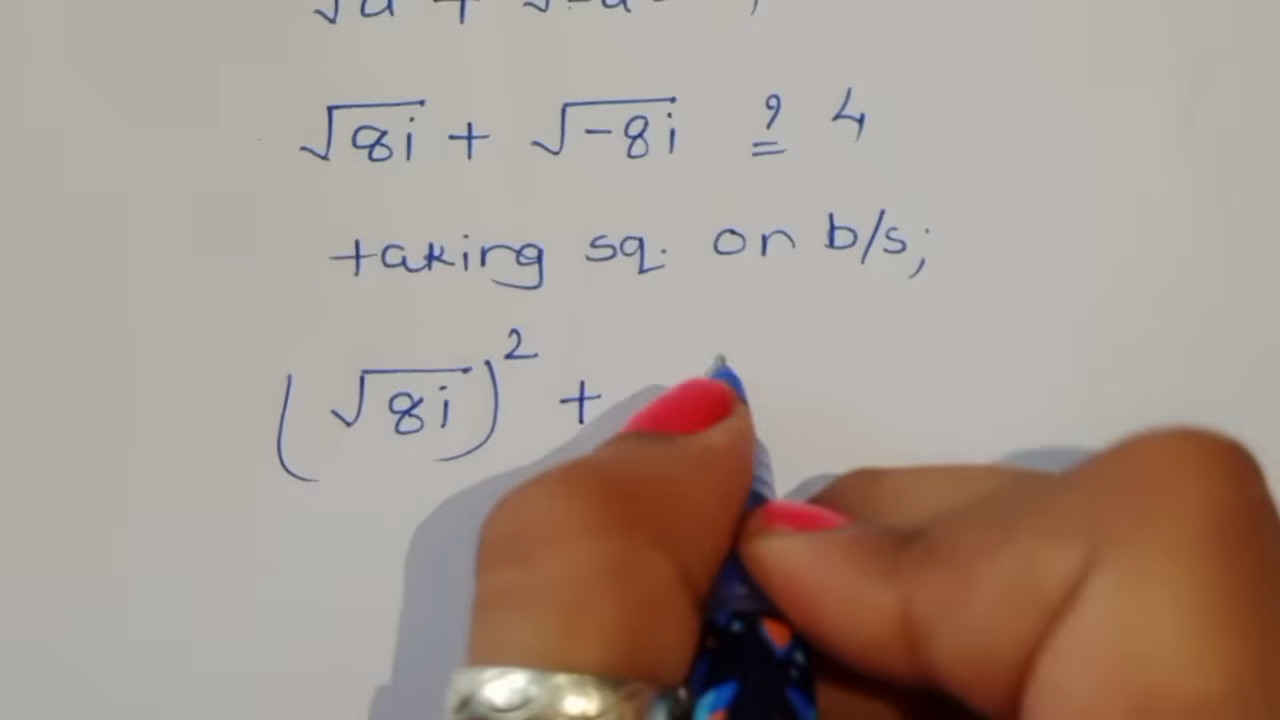 √8i + √-8i ≟ 4
taking sq. on b/s;
(√8i)² +